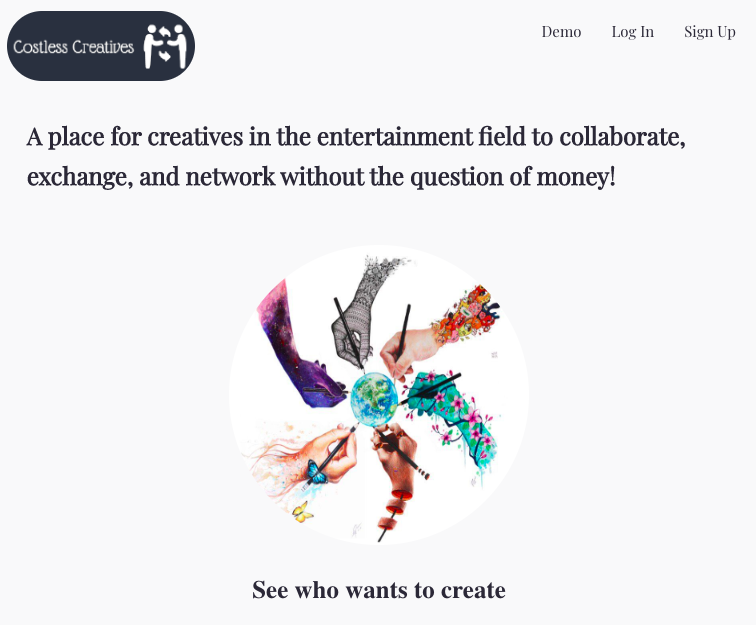 Costless Creatives
Demo Log In Sign Up
A place for creatives in the entertainment field to collaborate,
exchange, and network without the question of money!
See who wants to create